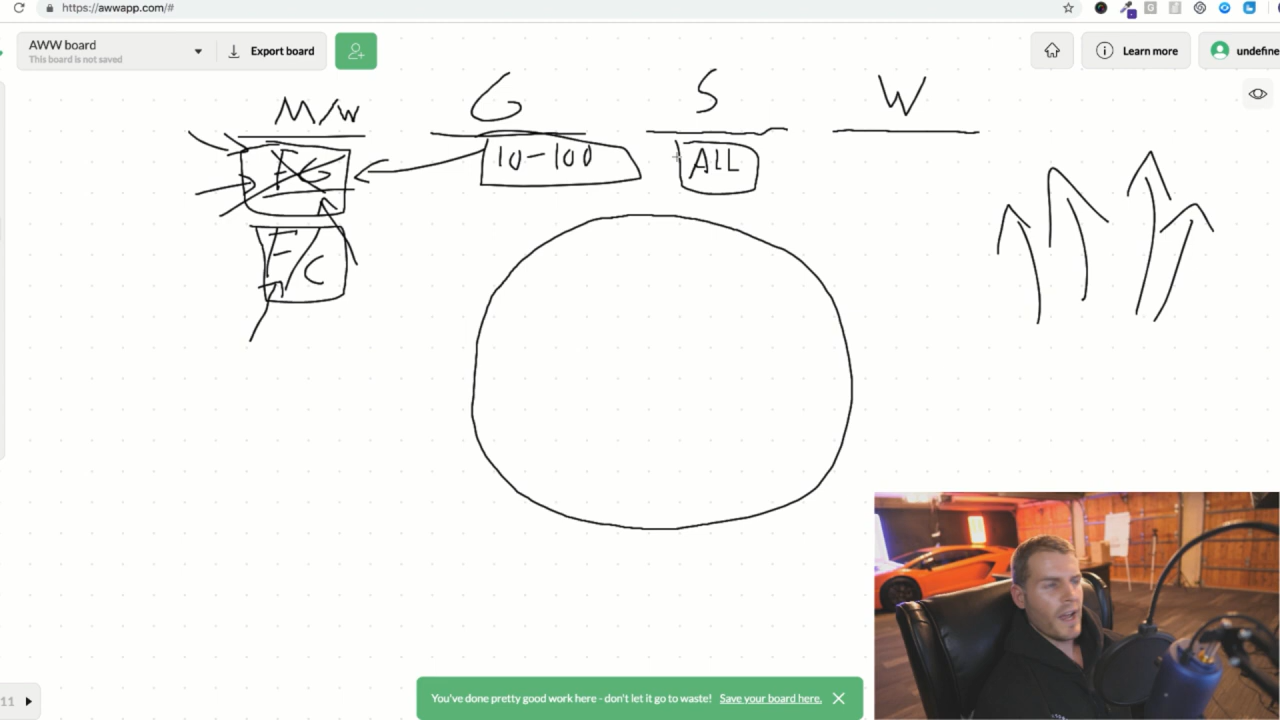 https://awwapp.com/#
AWW board
This board is not saved
Export board
Learn more
undefine
M/W
G
S
W
FG
10-100
ALL
F/C
11
You've done pretty good work here - don't let it go to waste! Save your board here.